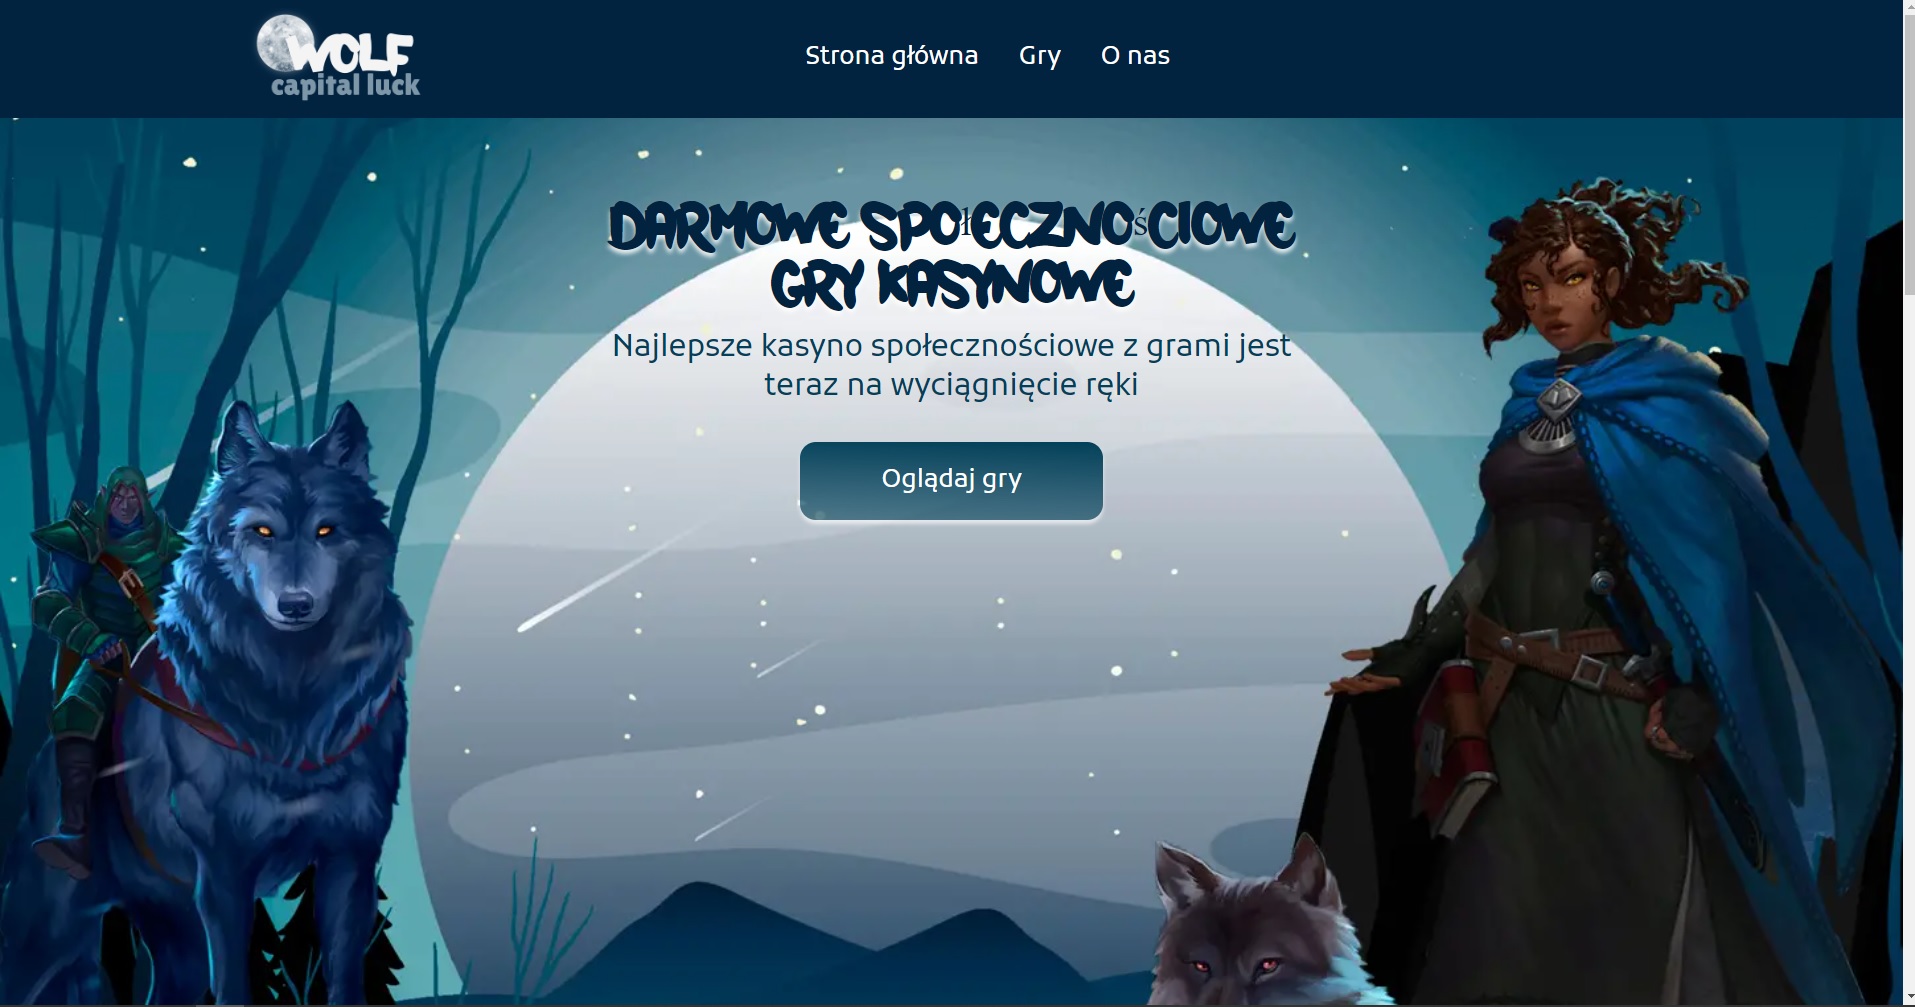 WOLF
capital luck
Strona główna Gry O nas
DARMOWE SPOłECZNOśCIOWE
GRY KASYNOWE
Najlepsze kasyno społecznościowe z grami jest
teraz na wyciągnięcie ręki
Oglądaj gry